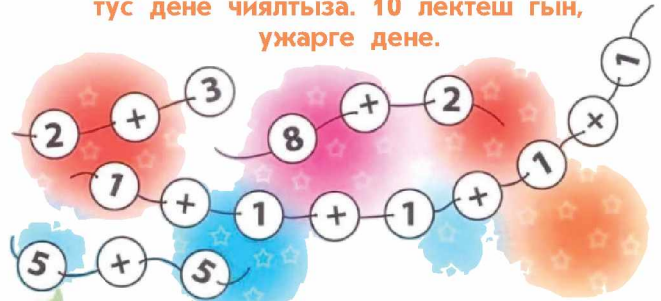 тус дене чиялтыза. 10 лектеш гын,
ужарге дене.
2 + 3
8 + 2
1 + 1 + 1 + 1 × 1
5 + 5